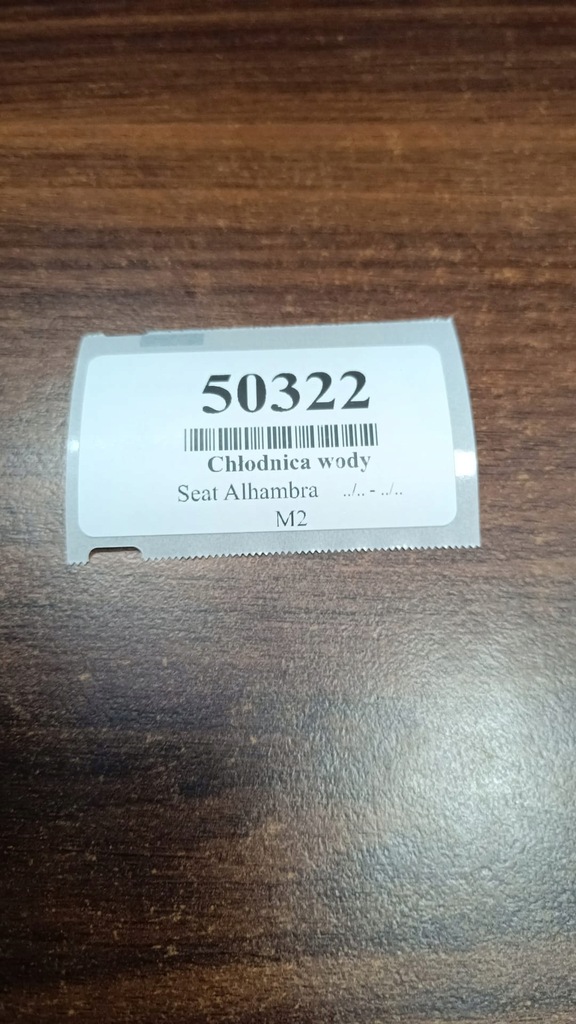 50322
Chłodnica wody
Seat Alhambra ../.. - ../..
M2